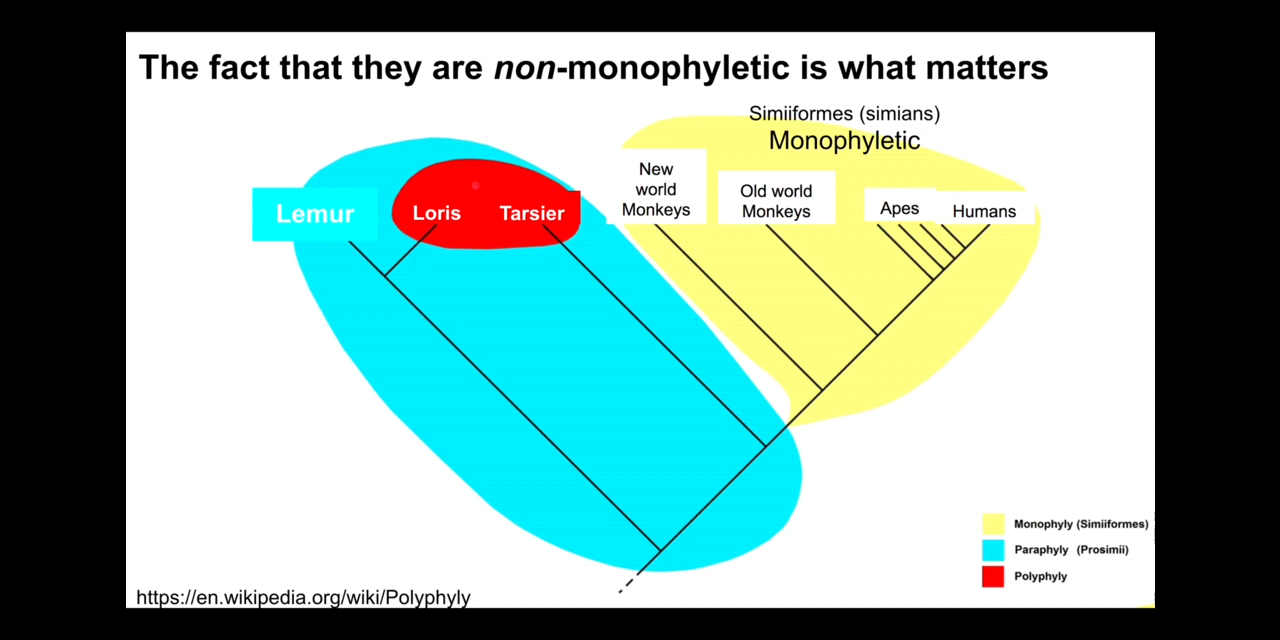 The fact that they are non-monophyletic is what matters
Simiiformes (simians)
Monophyletic
New
world
Monkeys
Old world
Monkeys
Apes
Humans
Lemur
Loris
Tarsier
Monophyly (Simiiformes)
Paraphyly (Prosimii)
Polyphyly
https://en.wikipedia.org/wiki/Polyphyly